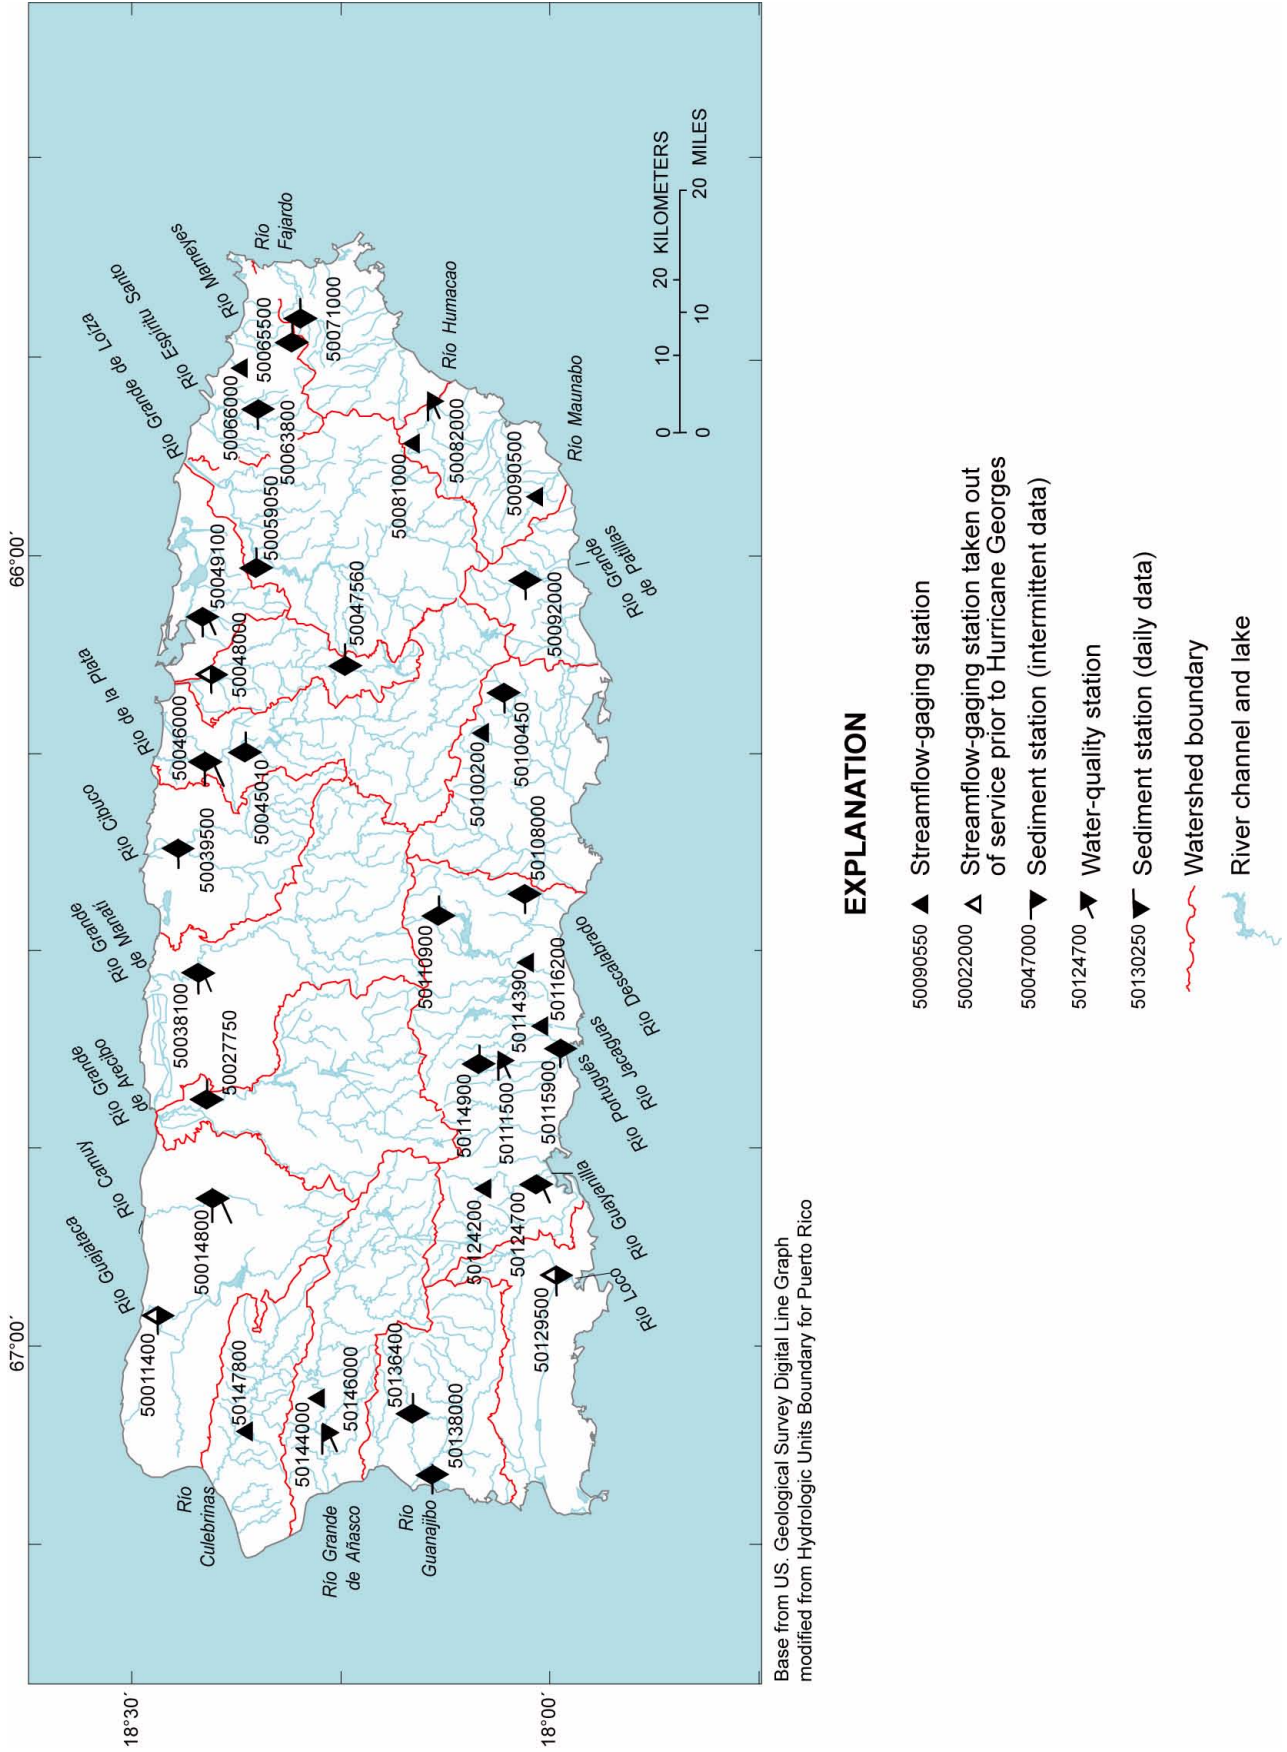 67°00´
66°00´
18°30´
18°00´
Río Guajataca
Río Camuy
Río Grande
de Arecibo
Río Grande
de Manatí
Río Cibuco
Río de la Plata
Río Grande de Loíza
Río Espíritu Santo
Río Mameyes
Río
Fajardo
Río Humacao
Río Maunabo
Río Grande
de Patillas
Río Descalabrado
Río Jacaguas
Río Portugués
Río Guayanilla
Río Loco
Río
Guanajibo
Río Grande
de Añasco
Río
Culebrinas
50011400
50014800
50027750
50038100
50039500
50046000
50045010
50048000
50049100
50047560
50059050
50063800
50066000
50065500
50071000
50081000
50082000
50090500
50092000
50100450
50100200
50108000
50110900
50116200
50114390
50115900
50111500
50114900
50124700
50124200
50129500
50136400
50138000
50146000
50144000
50147800
0 10 20 KILOMETERS
0 10 20 MILES
Base from US. Geological Survey Digital Line Graph
modified from Hydrologic Units Boundary for Puerto Rico
EXPLANATION
50090550 Streamflow-gaging station
50022000 Streamflow-gaging station taken out
of service prior to Hurricane Georges
50047000 Sediment station (intermittent data)
50124700 Water-quality station
50130250 Sediment station (daily data)
Watershed boundary
River channel and lake